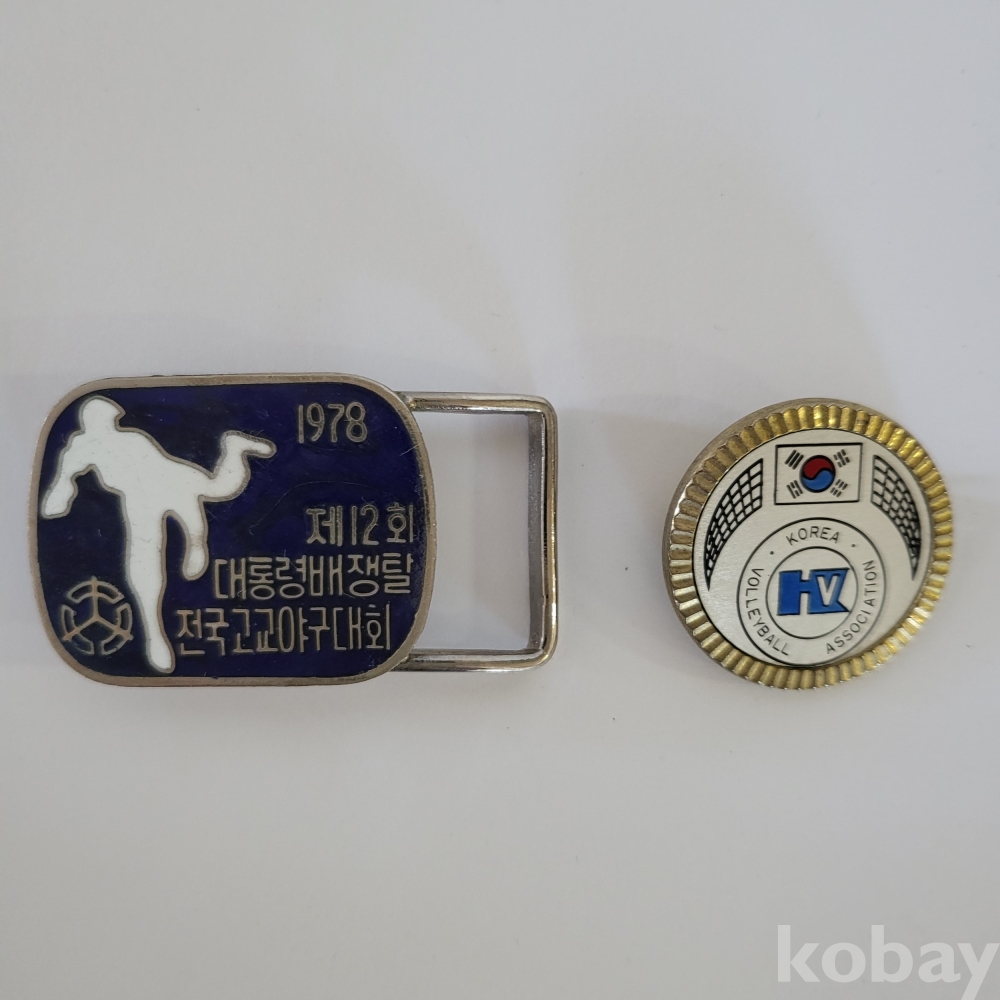 1978
제12회
대통령배쟁탈
전국고교야구대회
· KOREA ·
VOLLEYBALL ASSOCIATION
HV
kobay